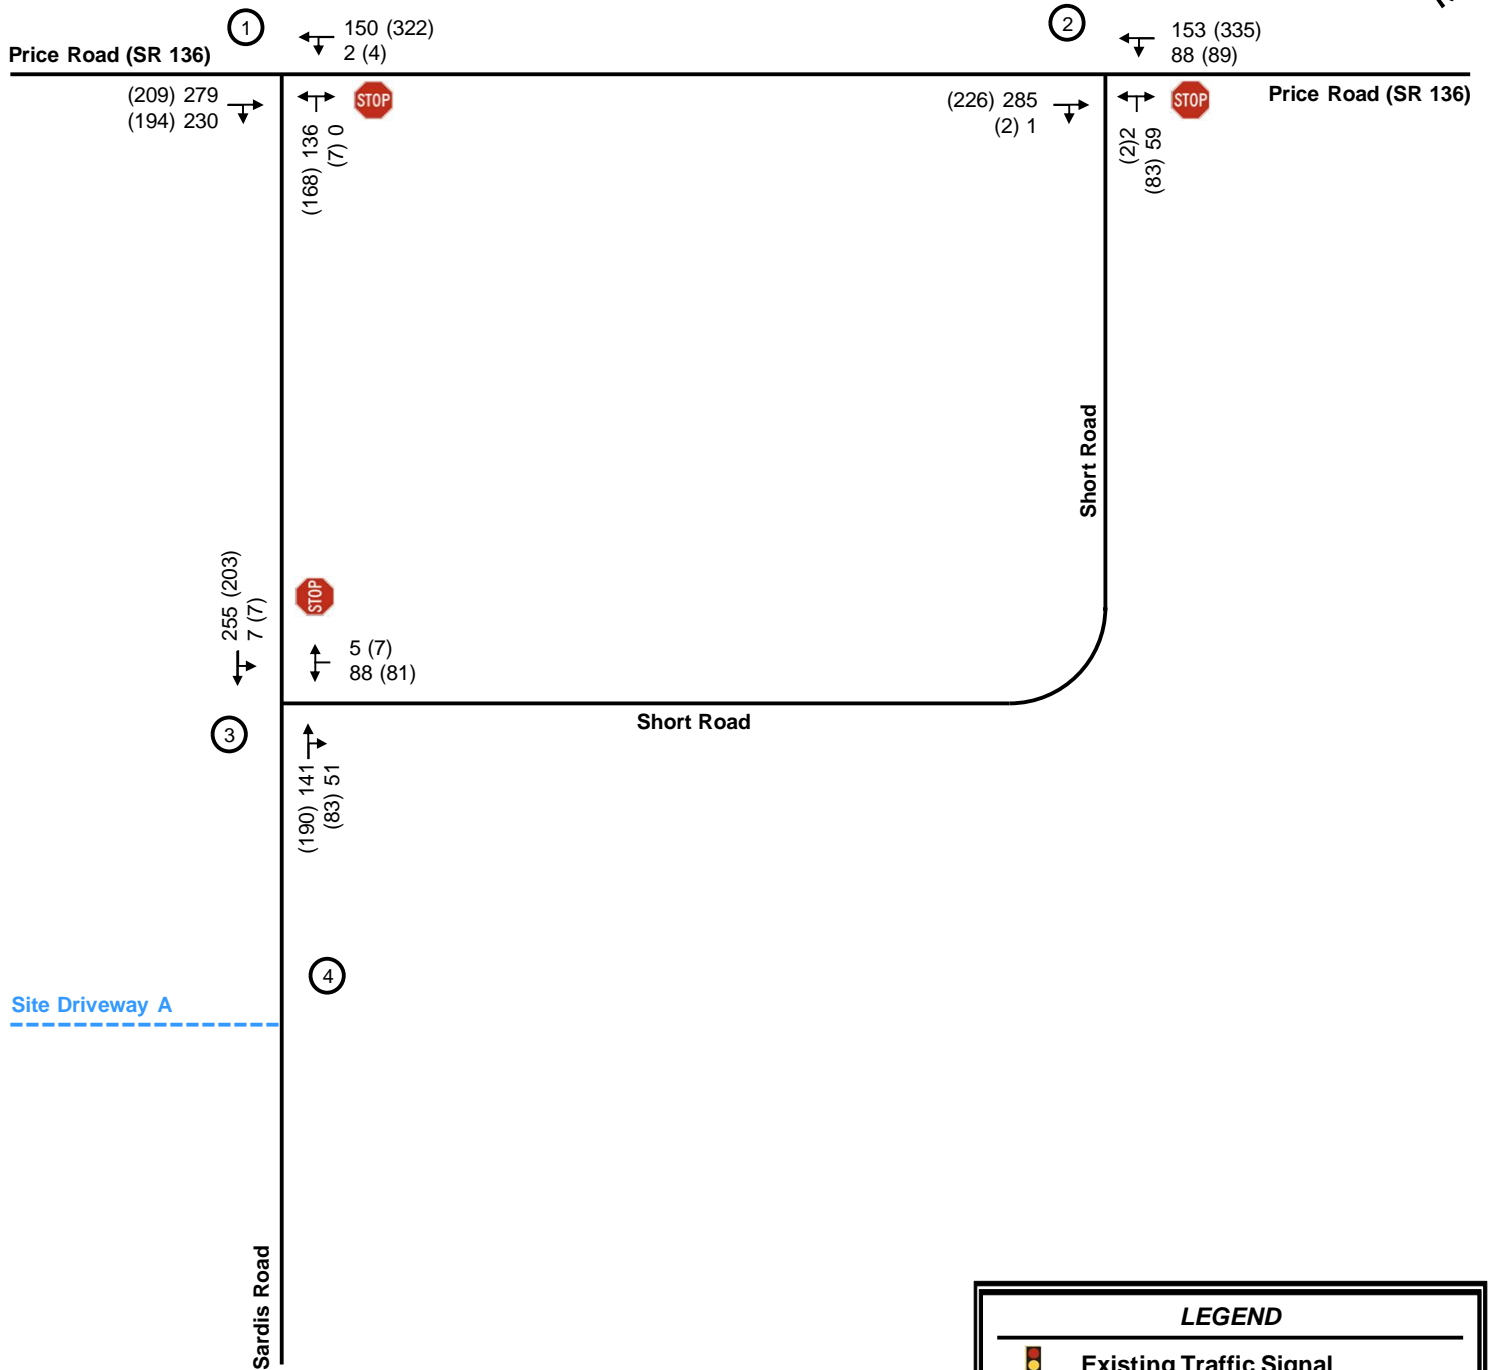 1
150 (322)
2 (4)
Price Road (SR 136)
(209) 279
(194) 230
STOP
(168) 136
(7) 0
2
153 (335)
88 (89)
Price Road (SR 136)
(226) 285
(2) 1
STOP
(2)2
(83) 59
Short Road
255 (203)
7 (7)
STOP
5 (7)
88 (81)
Short Road
3
(190) 141
(83) 51
4
Site Driveway A
Sardis Road
LEGEND
Existing Traffic Signal